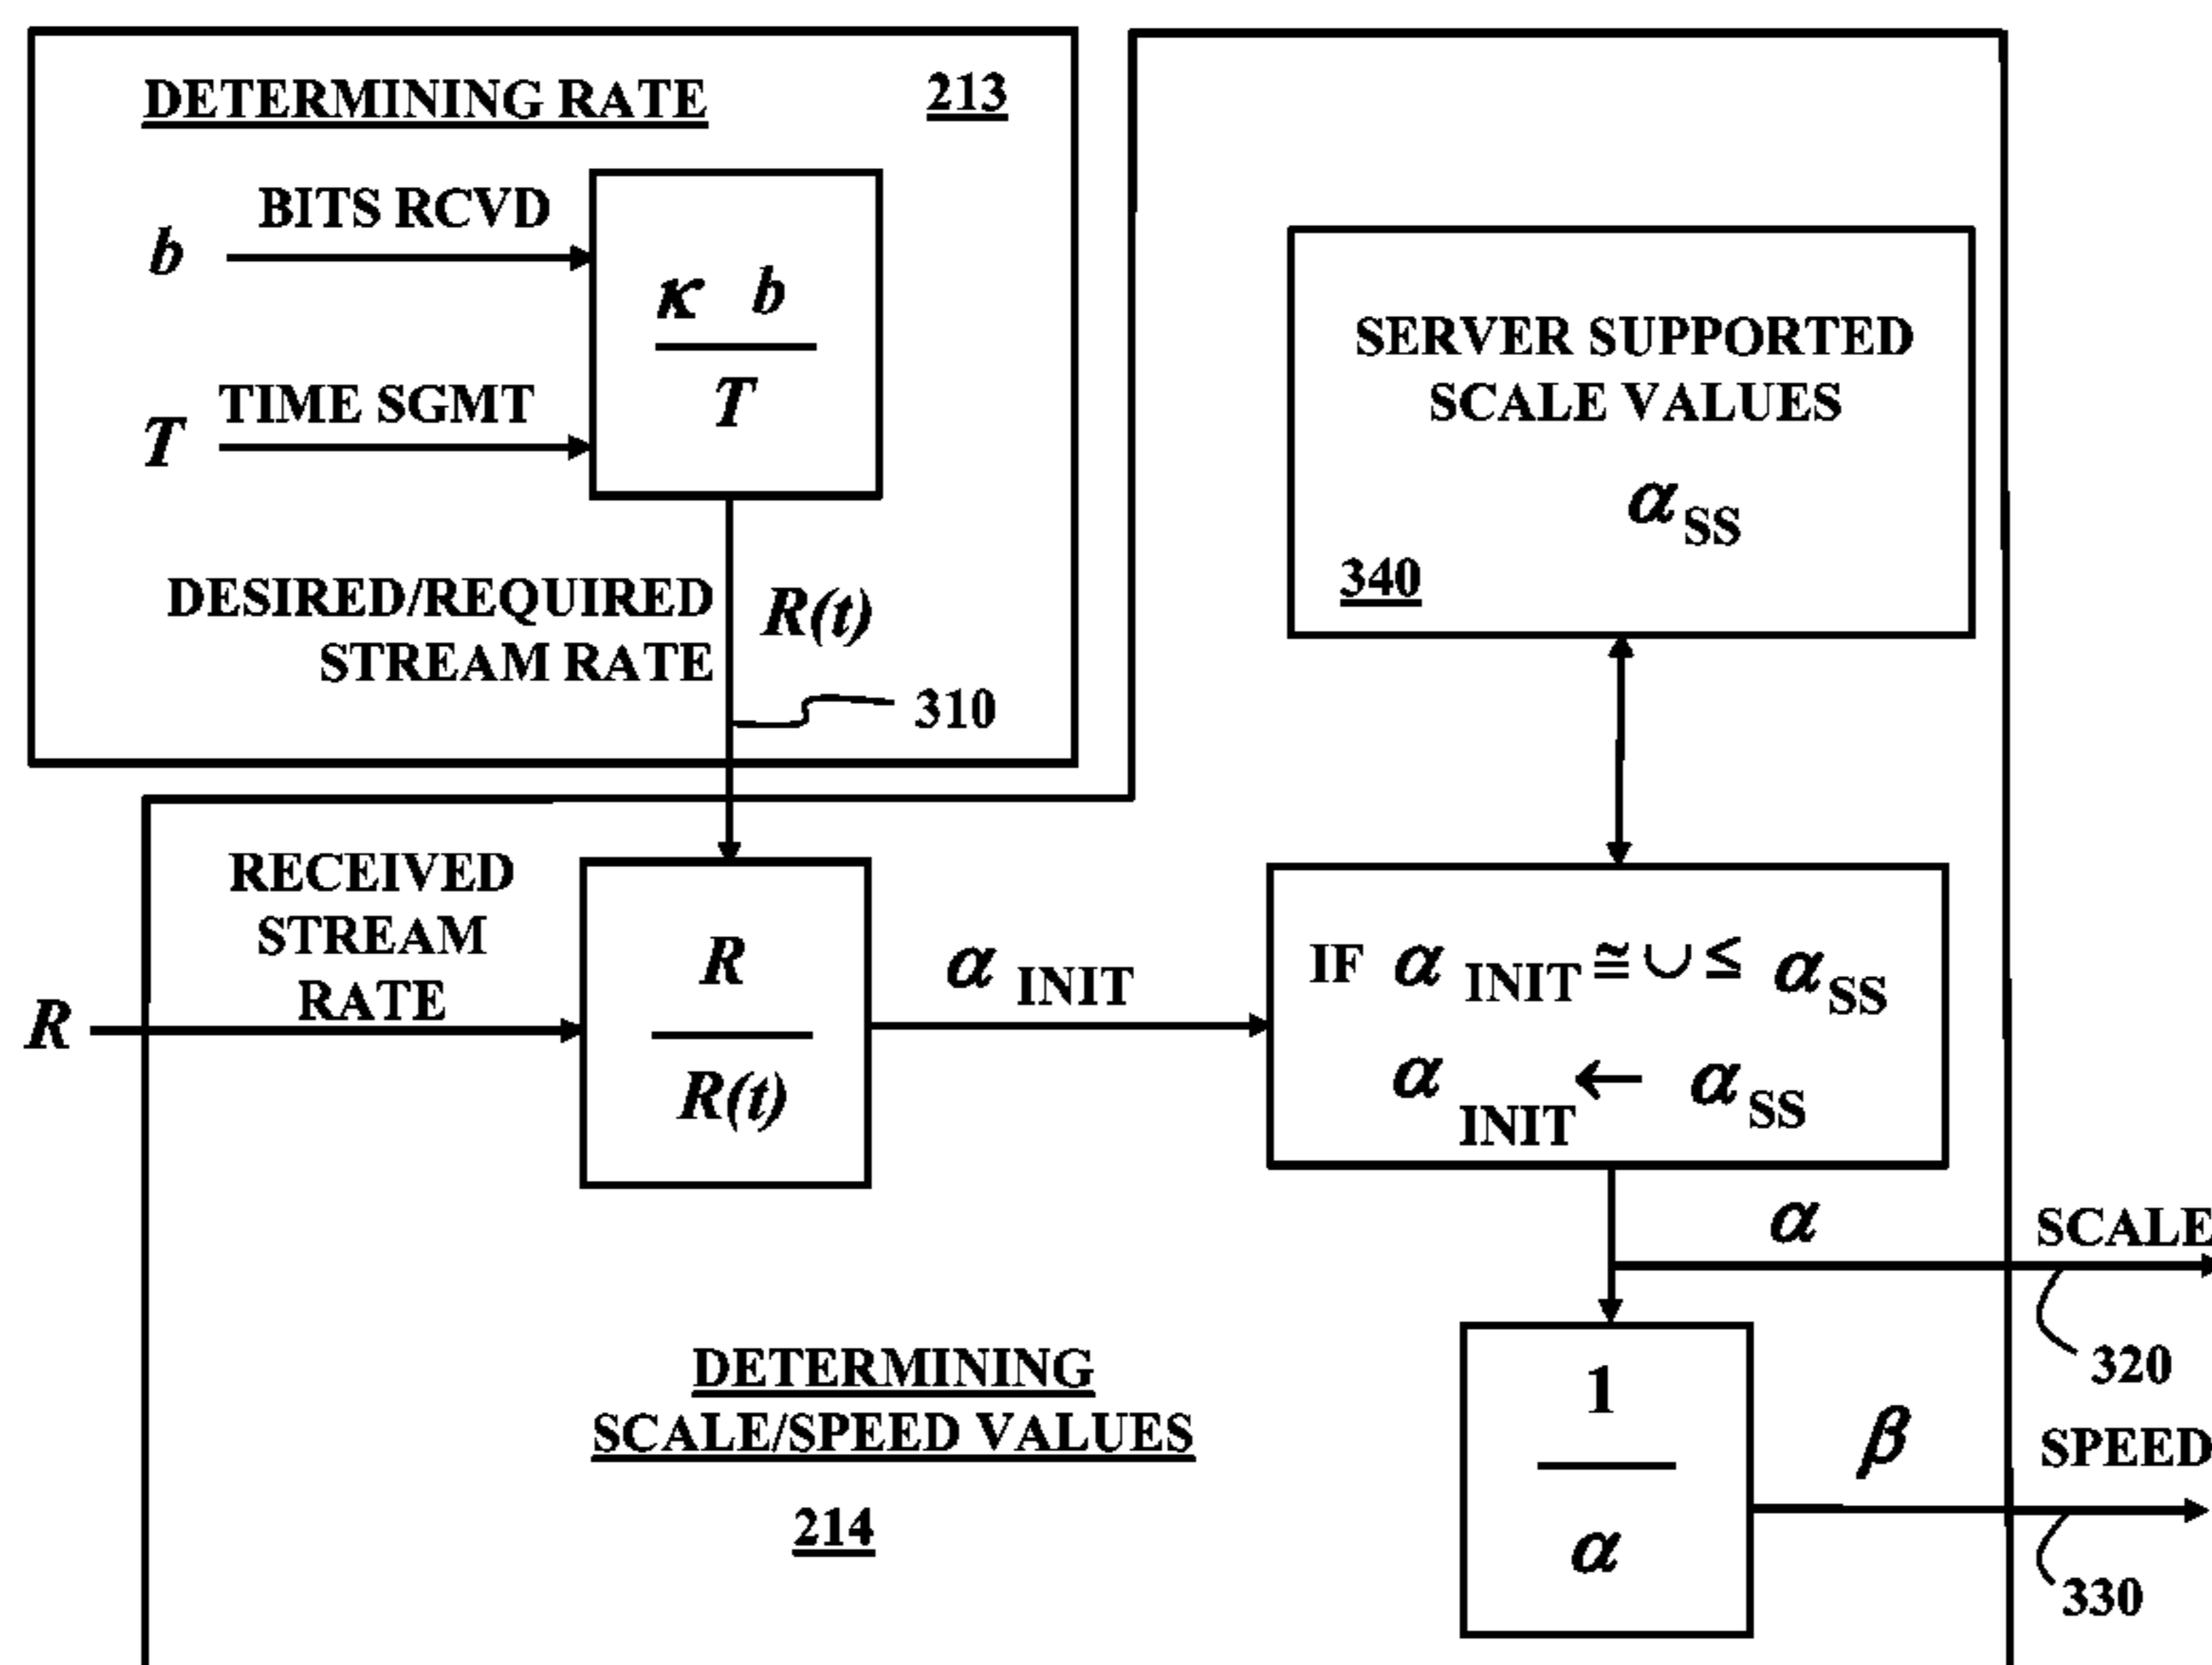 DETERMINING RATE 213
BITS RCVD
b
κ b
T
TIME SGMT
T
DESIRED/REQUIRED
STREAM RATE
R(t)
310
SERVER SUPPORTED
SCALE VALUES
α SS
340
RECEIVED
STREAM
RATE
R
R
R(t)
α INIT
IF α INIT ≅ ∪ ≤ α SS
α INIT ← α SS
α
SCALE
320
1
α
β
SPEED
330
DETERMINING
SCALE/SPEED VALUES
214